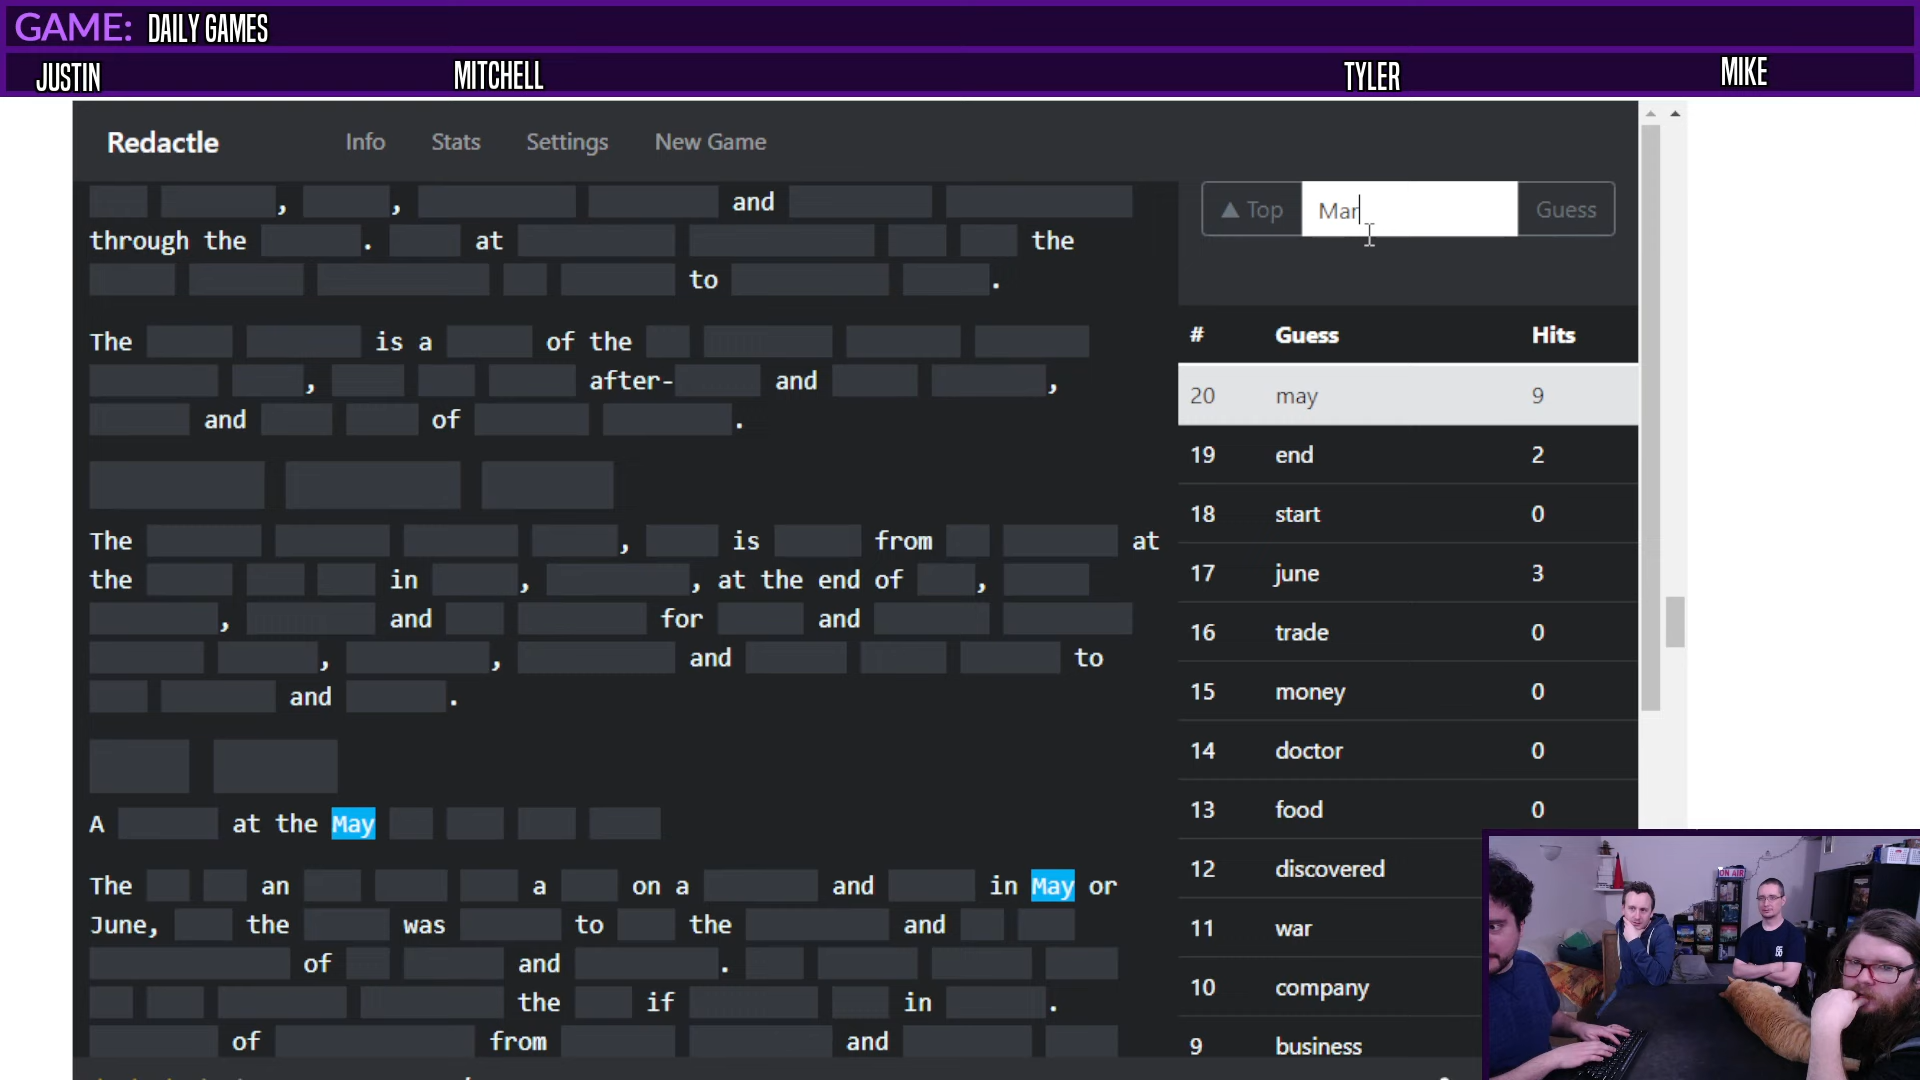 GAME: DAILY GAMES
JUSTIN MITCHELL TYLER MIKE
Redactle Info Stats Settings New Game
, , and
through the . at the
to .
The is a of the
, after- and ,
and of .
The , is from at
the in , , at the end of ,
, and for and
, , and to
and .
A at the May
The an a on a and in May or
June, the was to the and
of and .
the if in .
of from and
▲ Top Mar Guess
# Guess Hits
20 may 9
19 end 2
18 start 0
17 june 3
16 trade 0
15 money 0
14 doctor 0
13 food 0
12 discovered
11 war
10 company
9 business
ON AIR